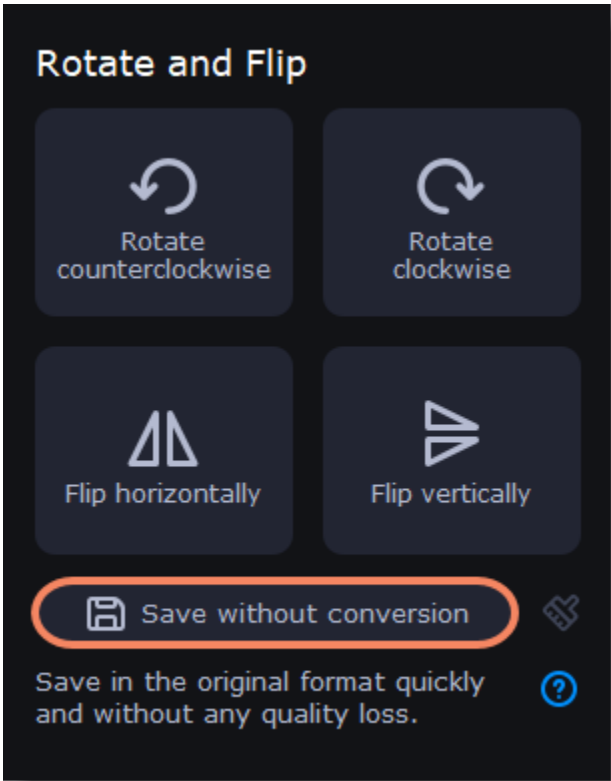 Rotate and Flip
Rotate
counterclockwise
Rotate
clockwise
Flip horizontally
Flip vertically
Save without conversion
Save in the original format quickly
and without any quality loss.
?